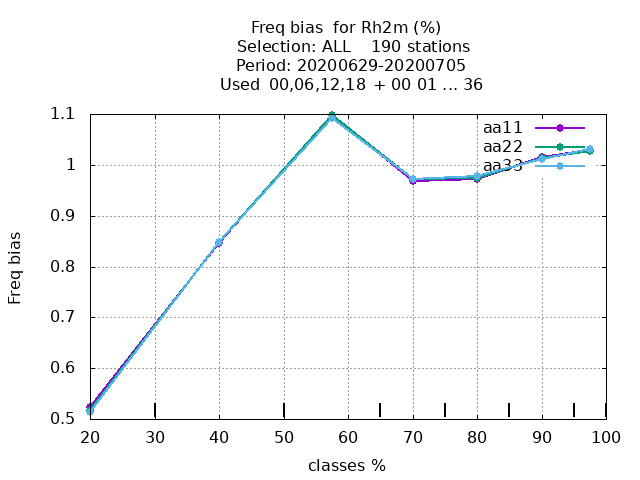 Freq bias  for Rh2m (%)
Selection: ALL    190 stations
Period: 20200629-20200705
Used  00,06,12,18  + 00 01 ... 36
aa11
aa22
aa33
1.1
1
0.9
0.8
0.7
0.6
0.5
Freq bias
20 30 40 50 60 70 80 90 100
classes %